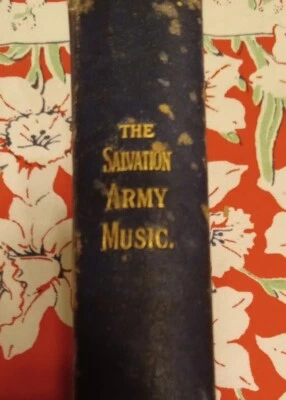 THE
SALVATION
ARMY
MUSIC.